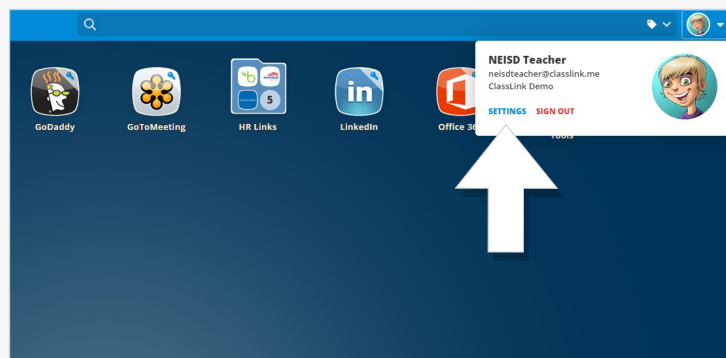 NEISD Teacher
neisdteacher@classlink.me
ClassLink Demo
SETTINGS SIGN OUT
GoDaddy
GoToMeeting
5
HR Links
in
LinkedIn
Office 36
Tools